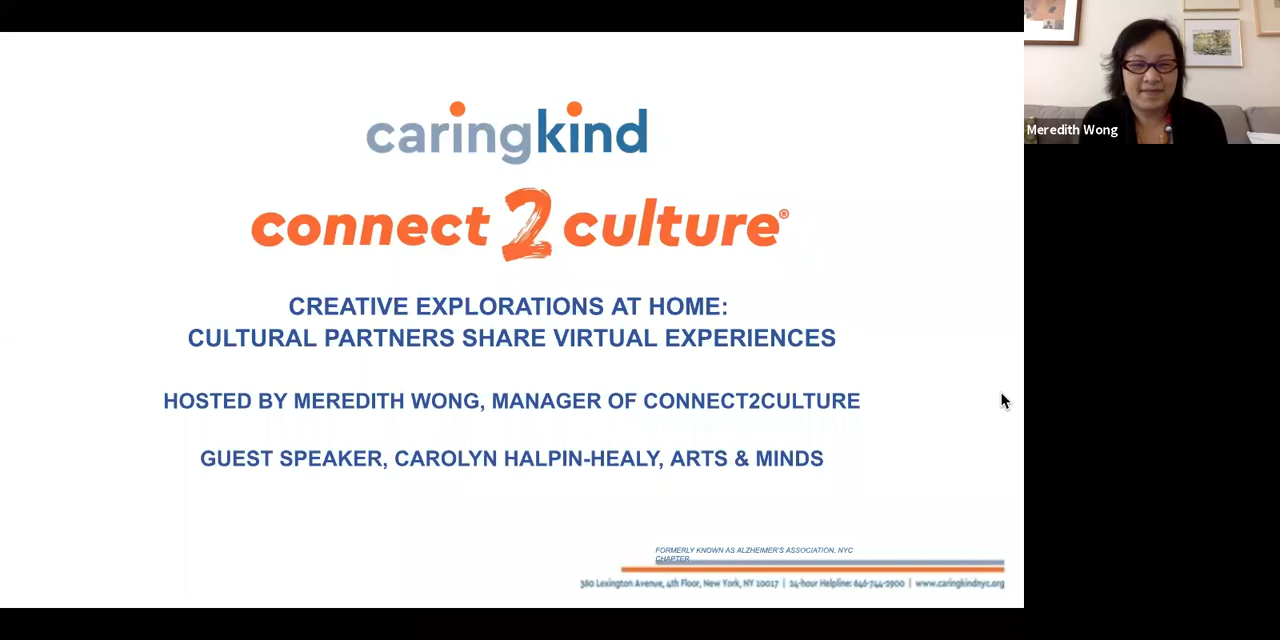 caringkind
connect 2 culture®
CREATIVE EXPLORATIONS AT HOME:
CULTURAL PARTNERS SHARE VIRTUAL EXPERIENCES
HOSTED BY MEREDITH WONG, MANAGER OF CONNECT2CULTURE
GUEST SPEAKER, CAROLYN HALPIN-HEALY, ARTS & MINDS
FORMERLY KNOWN AS ALZHEIMER'S ASSOCIATION, NYC
CHAPTER
360 Lexington Avenue, 4th Floor, New York, NY 10017 | 24-hour Helpline: 646-744-2900 | www.caringkindnyc.org
Meredith Wong